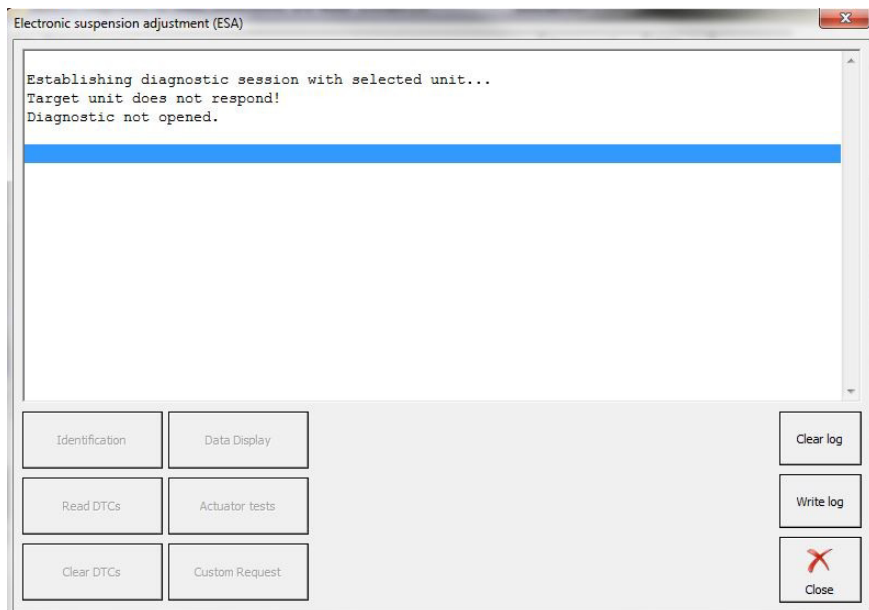 Electronic suspension adjustment (ESA)
Establishing diagnostic session with selected unit...
Target unit does not respond!
Diagnostic not opened.
Identification
Data Display
Clear log
Read DTCs
Actuator tests
Write log
Clear DTCs
Custom Request
Close